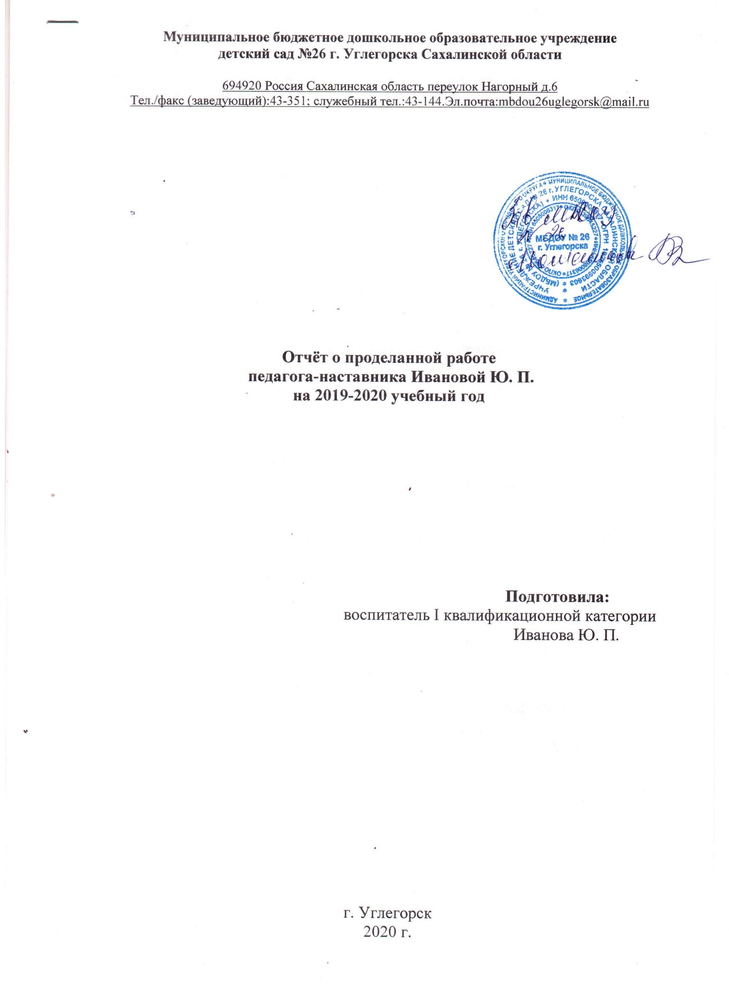 Муниципальное бюджетное дошкольное образовательное учреждение
детский сад №26 г. Углегорска Сахалинской области
694920 Россия Сахалинская область переулок Нагорный д.6
Тел./факс (заведующий):43-351; служебный тел.:43-144.Эл.почта:mbdou26uglegorsk@mail.ru
МБДОУ № 26
г. Углегорска
Отчёт о проделанной работе
педагога-наставника Ивановой Ю. П.
на 2019-2020 учебный год
Подготовила:
воспитатель I квалификационной категории
Иванова Ю. П.
г. Углегорск
2020 г.